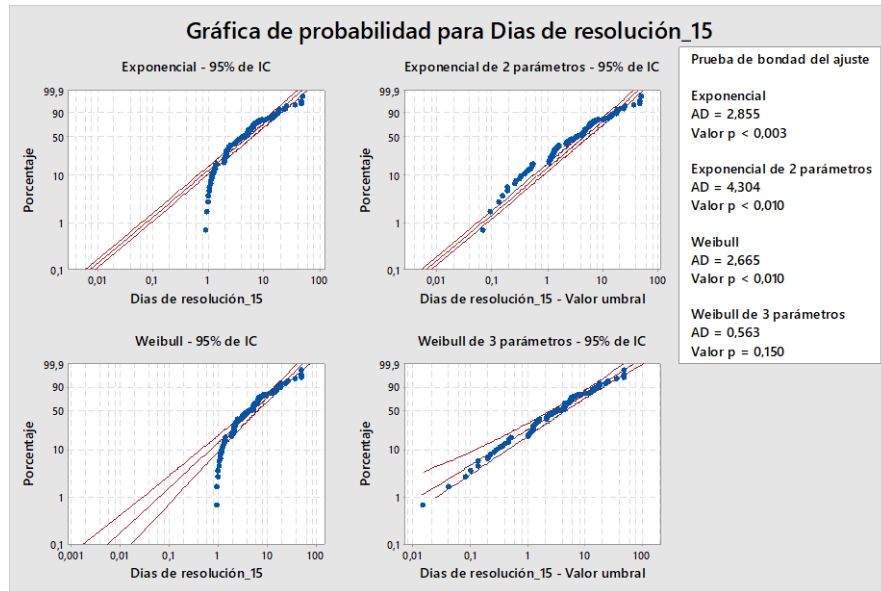 Gráfica de probabilidad para Dias de resolución_15
Exponencial - 95% de IC
99,9
90
50
10
1
0,1
Porcentaje
0,01
0,1
1
10
100
Dias de resolución_15
Exponencial de 2 parámetros - 95% de IC
99,9
90
50
10
1
0,1
Porcentaje
0,01
0,1
1
10
100
Dias de resolución_15 - Valor umbral
Weibull - 95% de IC
99,9
90
50
10
1
0,1
Porcentaje
0,001
0,01
0,1
1
10
100
Dias de resolución_15
Weibull de 3 parámetros - 95% de IC
99,9
90
50
10
1
0,1
Porcentaje
0,01
0,1
1
10
100
Dias de resolución_15 - Valor umbral
Prueba de bondad del ajuste
Exponencial
AD = 2,855
Valor p < 0,003
Exponencial de 2 parámetros
AD = 4,304
Valor p < 0,010
Weibull
AD = 2,665
Valor p < 0,010
Weibull de 3 parámetros
AD = 0,563
Valor p = 0,150